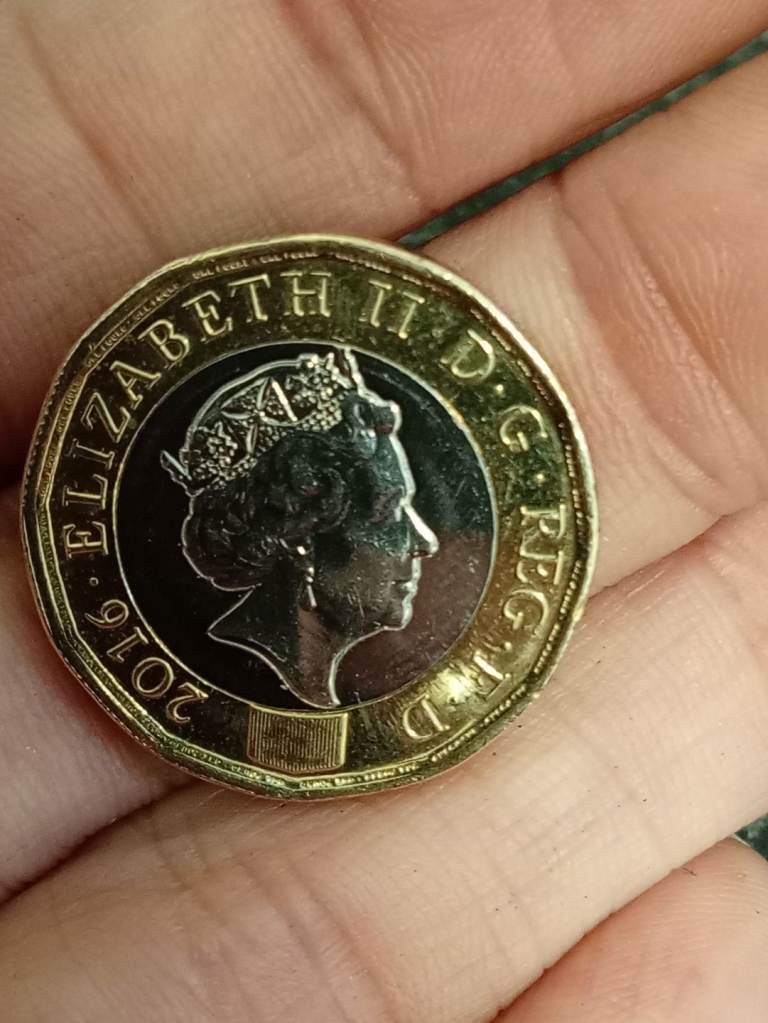 2016 · ELIZABETH II · D · G · REG · F · D